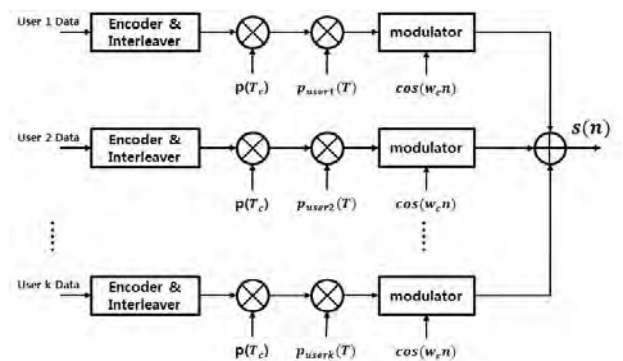 User 1 Data
Encoder &
Interleaver
modulator
p(T_c)
p_user1(T)
cos(w_c n)
User 2 Data
Encoder &
Interleaver
modulator
s(n)
p(T_c)
p_user2(T)
cos(w_c n)
User k Data
Encoder &
Interleaver
modulator
p(T_c)
p_userk(T)
cos(w_c n)